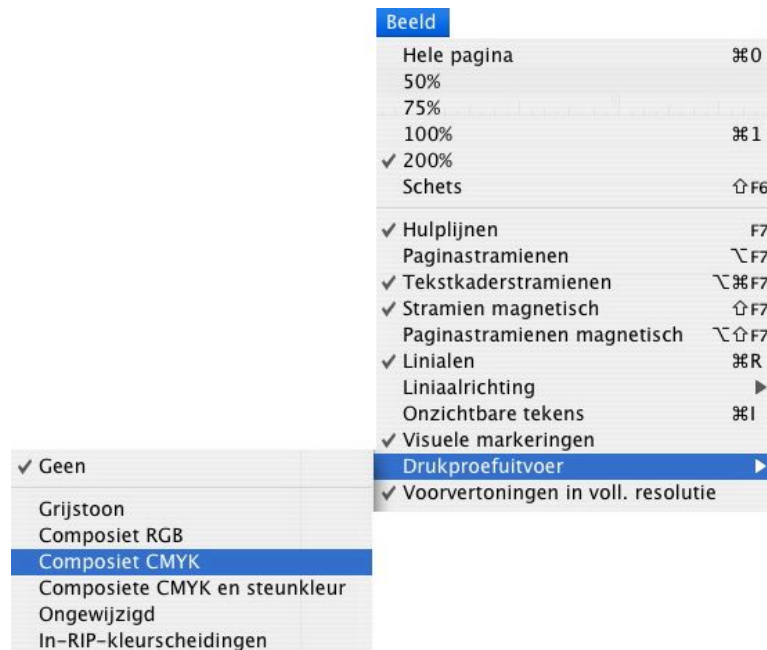 Beeld
Hele pagina ⌘0
50%
75%
100% ⌘1
✓ 200%
Schets ⇧F6
✓ Hulplijnen F7
Paginastramienen ⌥F7
✓ Tekstkaderstramienen ⌥⌘F7
✓ Stramien magnetisch ⇧F7
Paginastramienen magnetisch ⌥⇧F7
✓ Linialen ⌘R
Liniaalrichting ▶
Onzichtbare tekens ⌘I
✓ Visuele markeringen
Drukproefuitvoer ▶
✓ Voorvertoningen in voll. resolutie
✓ Geen
Grijstoon
Composiet RGB
Composiet CMYK
Composiete CMYK en steunkleur
Ongewijzigd
In-RIP-kleurscheidingen